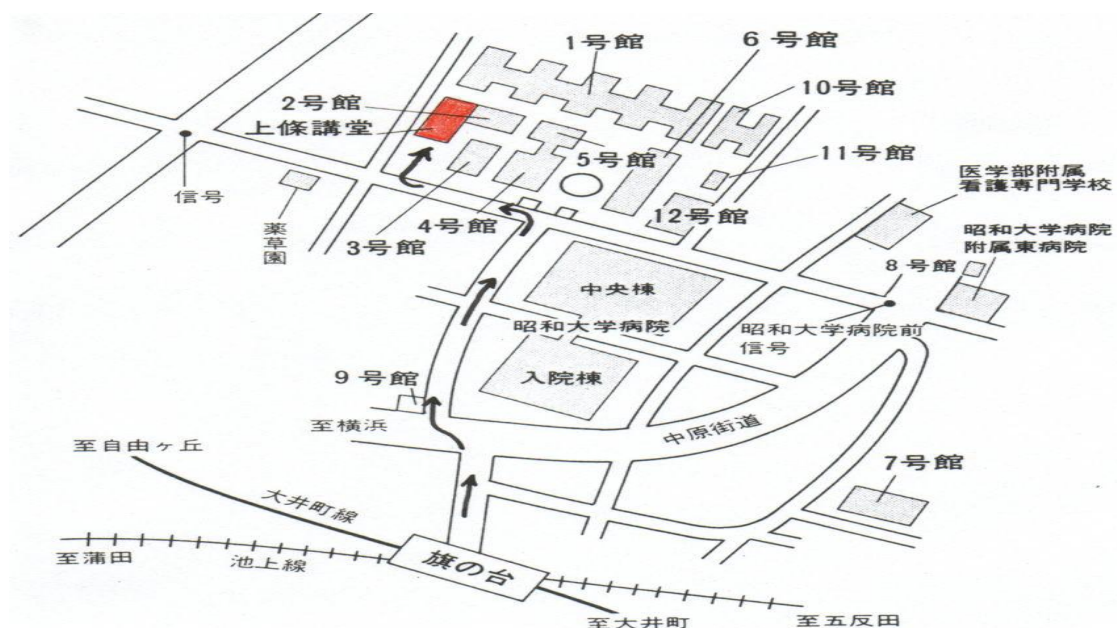 1号館
6号館
10号館
2号館
上條講堂
5号館
11号館
医学部附属
看護専門学校
信号
薬草園
4号館
12号館
3号館
昭和大学病院
附属東病院
8号館
中央棟
昭和大学病院
昭和大学病院前
信号
入院棟
9号館
至横浜
中原街道
至自由ヶ丘
7号館
大井町線
至蒲田
池上線
旗の台
至大井町
至五反田